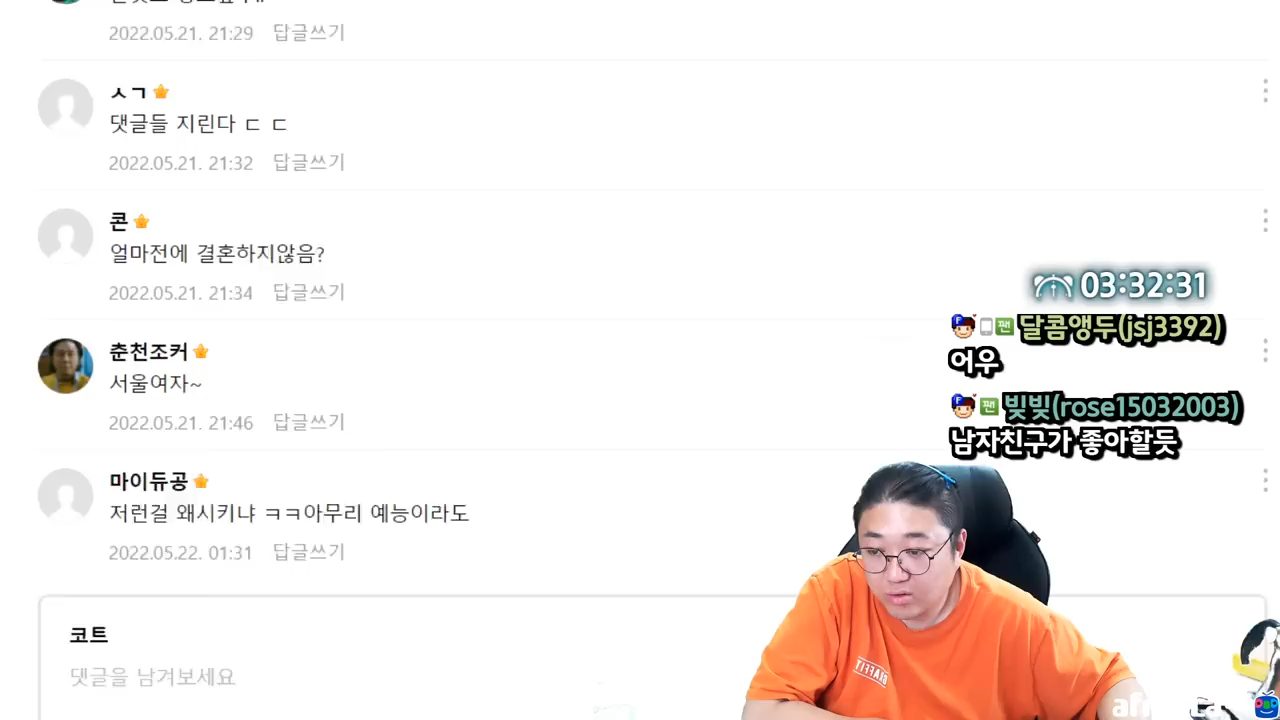 2022.05.21. 21:29 답글쓰기
ㅅㄱ
댓글들 지린다 ㄷ ㄷ
2022.05.21. 21:32 답글쓰기
콘
얼마전에 결혼하지않음?
2022.05.21. 21:34 답글쓰기
03:32:31
달콤앵두(jsj3392)
어우
춘천조커
서울여자~
2022.05.21. 21:46 답글쓰기
빚빚(rose15032003)
남자친구가 좋아할듯
마이듀공
저런걸 왜시키냐 ㅋㅋ아무리 예능이라도
2022.05.22. 01:31 답글쓰기
코트
댓글을 남겨보세요